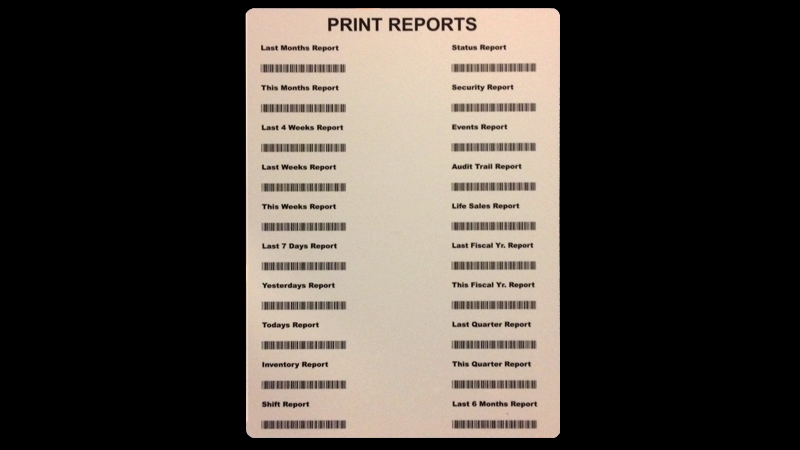 PRINT REPORTS
Last Months Report
This Months Report
Last 4 Weeks Report
Last Weeks Report
This Weeks Report
Last 7 Days Report
Yesterdays Report
Todays Report
Inventory Report
Shift Report
Status Report
Security Report
Events Report
Audit Trail Report
Life Sales Report
Last Fiscal Yr. Report
This Fiscal Yr. Report
Last Quarter Report
This Quarter Report
Last 6 Months Report